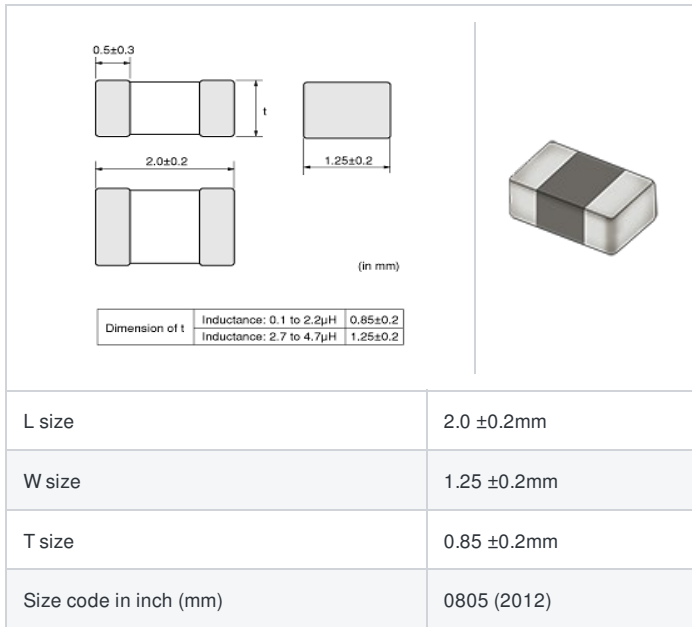 0.5±0.3
t
2.0±0.2
1.25±0.2
(in mm)
Dimension of t
Inductance: 0.1 to 2.2μH 0.85±0.2
Inductance: 2.7 to 4.7μH 1.25±0.2
L size 2.0 ±0.2mm
W size 1.25 ±0.2mm
T size 0.85 ±0.2mm
Size code in inch (mm) 0805 (2012)